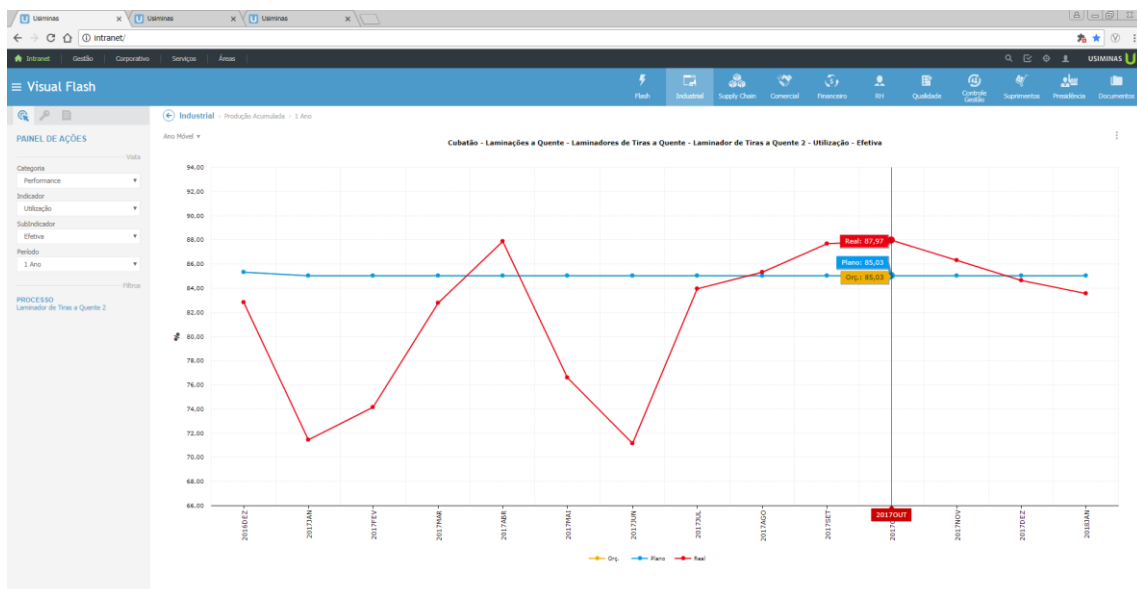 Usiminas
Usiminas
Usiminas
intranet/
Intranet Gestão Corporativo Serviços Áreas USIMINAS
Visual Flash
Flash Industrial Supply Chain Comercial Financeiro RH Qualidade Controle Gestão Suprimentos Presidência Documentos
Industrial > Produção Acumulada > 1 Ano
PAINEL DE AÇÕES
Vista
Categoria
Performance
Indicador
Utilização
SubIndicador
Efetiva
Período
1 Ano
Filtros
PROCESSO
Laminador de Tiras a Quente 2
Ano Móvel
Cubatão - Laminações a Quente - Laminadores de Tiras a Quente - Laminador de Tiras a Quente 2 - Utilização - Efetiva
94.00
92.00
90.00
88.00
86.00
84.00
82.00
80.00
%
78.00
76.00
74.00
72.00
70.00
68.00
66.00
Real: 87,97
Plano: 85,03
Orç.: 85,03
2016DEZ
2017JAN
2017FEV
2017MAR
2017ABR
2017MAI
2017JUN
2017JUL
2017AGO
2017SET
2017OUT
2017NOV
2017DEZ
2018JAN
Orç. Plano Real